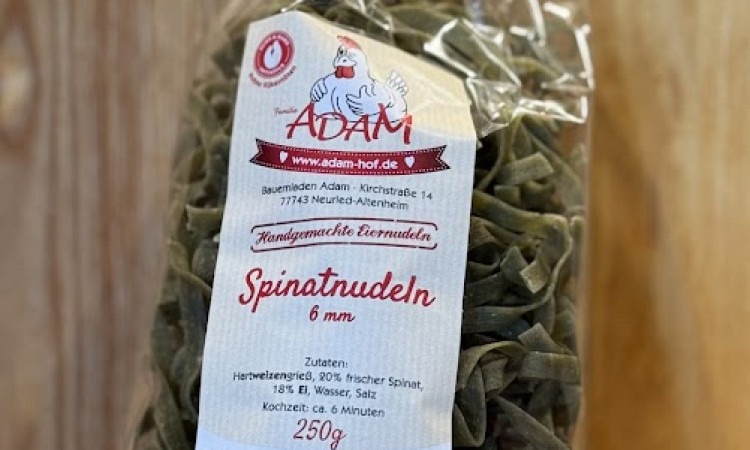 Familie
ADAM
www.adam-hof.de
Bauernladen Adam · Kirchstraße 14
77743 Neuried-Altenheim
Handgemachte Eiernudeln
Spinatnudeln
6 mm
Zutaten:
Hartweizengrieß, 20% frischer Spinat,
18% Ei, Wasser, Salz
Kochzeit: ca. 6 Minuten
250g